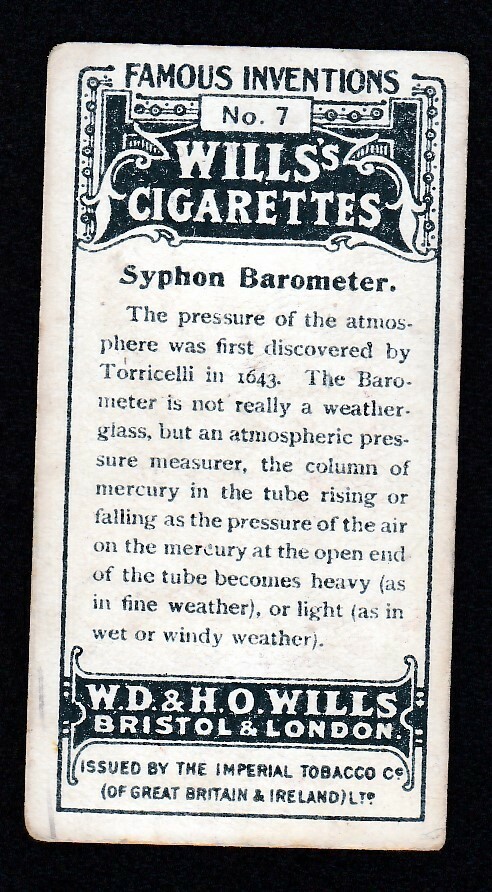 FAMOUS INVENTIONS
No. 7
WILLS'S
CIGARETTES
Syphon Barometer.
The pressure of the atmos-
phere was first discovered by
Torricelli in 1643. The Baro-
meter is not really a weather-
glass, but an atmospheric pres-
sure measurer, the column of
mercury in the tube rising or
falling as the pressure of the air
on the mercury at the open end
of the tube becomes heavy (as
in fine weather), or light (as in
wet or windy weather).
W.D. & H.O. WILLS
BRISTOL & LONDON.
ISSUED BY THE IMPERIAL TOBACCO Co
(OF GREAT BRITAIN & IRELAND) LTD